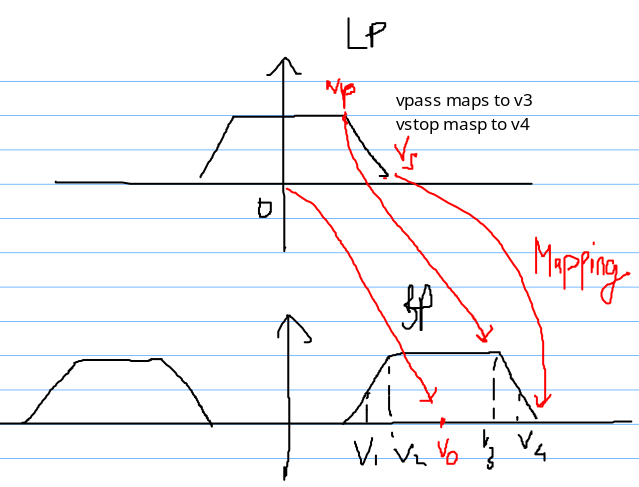 LP
Vp
vpass maps to v3
vstop masp to v4
Vs
0
Mapping
BP
V1 V2 V0 V3 V4